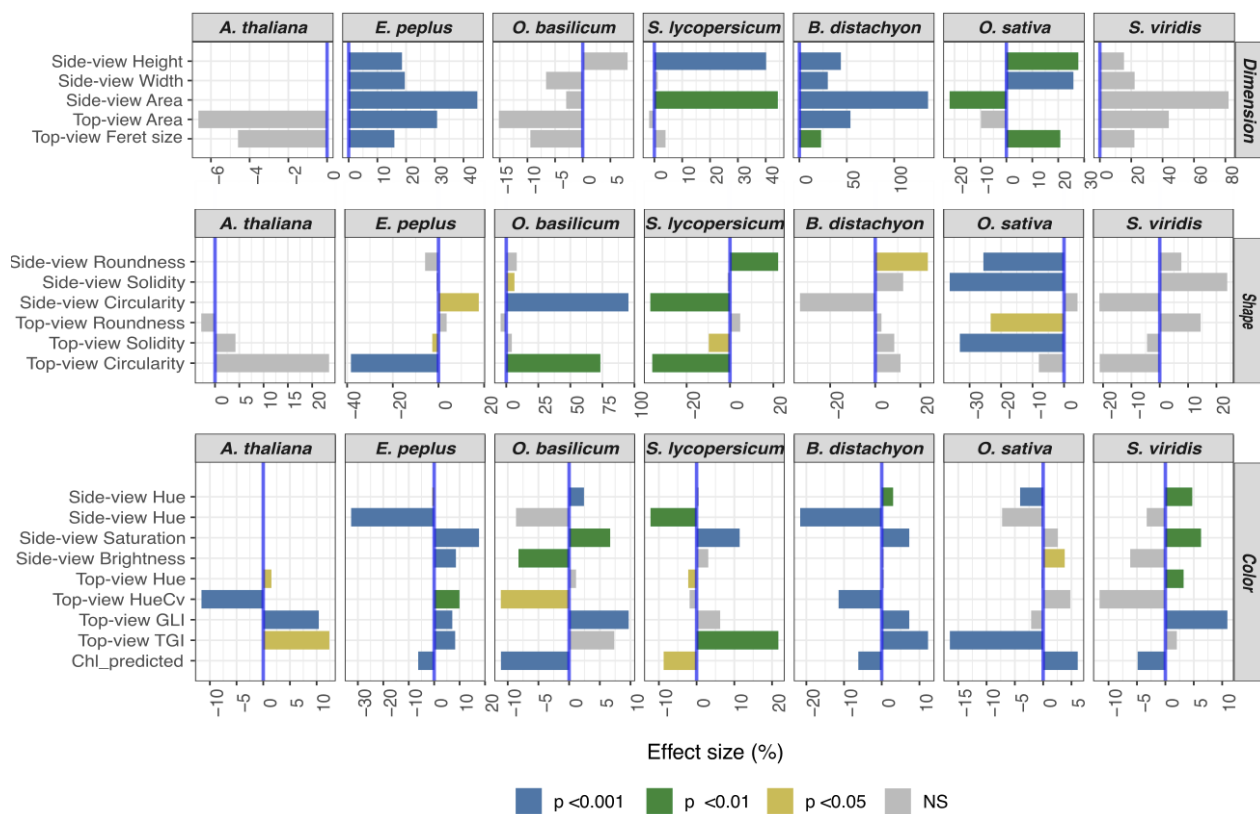 A. thaliana E. peplus O. basilicum S. lycopersicum B. distachyon O. sativa S. viridis
Side-view Height
Side-view Width
Side-view Area
Top-view Area
Top-view Feret size
Dimension
−6 −4 −2 0 0 10 20 30 40 −15 −10 −5 0 5 0 10 20 30 40 0 50 100 −20 −10 0 10 20 30 0 20 40 60 80
A. thaliana E. peplus O. basilicum S. lycopersicum B. distachyon O. sativa S. viridis
Side-view Roundness
Side-view Solidity
Side-view Circularity
Top-view Roundness
Top-view Solidity
Top-view Circularity
Shape
0 5 10 15 20 −40 −20 0 20 0 25 50 75 100 −30 −20 −10 0 10 20 −20 0 20 −30 −20 −10 0 −20 −10 0 10 20
A. thaliana E. peplus O. basilicum S. lycopersicum B. distachyon O. sativa S. viridis
Side-view Hue
Side-view Hue
Side-view Saturation
Side-view Brightness
Top-view Hue
Top-view HueCv
Top-view GLI
Top-view TGI
Chl_predicted
Color
−10 −5 0 5 10 −30 −20 −10 0 10 20 −10 −5 0 5 10 −10 0 10 20 −20 −10 0 10 −15 −10 −5 0 5 −10 −5 0 5 10
Effect size (%)
p <0.001 p <0.01 p <0.05 NS